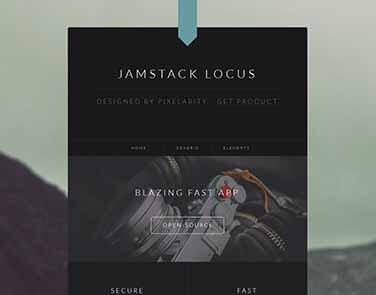 JAMSTACK LOCUS
DESIGNED BY PIXELARITY GET PRODUCT
HOME GENERIC ELEMENTS
BLAZING FAST APP
OPEN-SOURCE
SECURE FAST